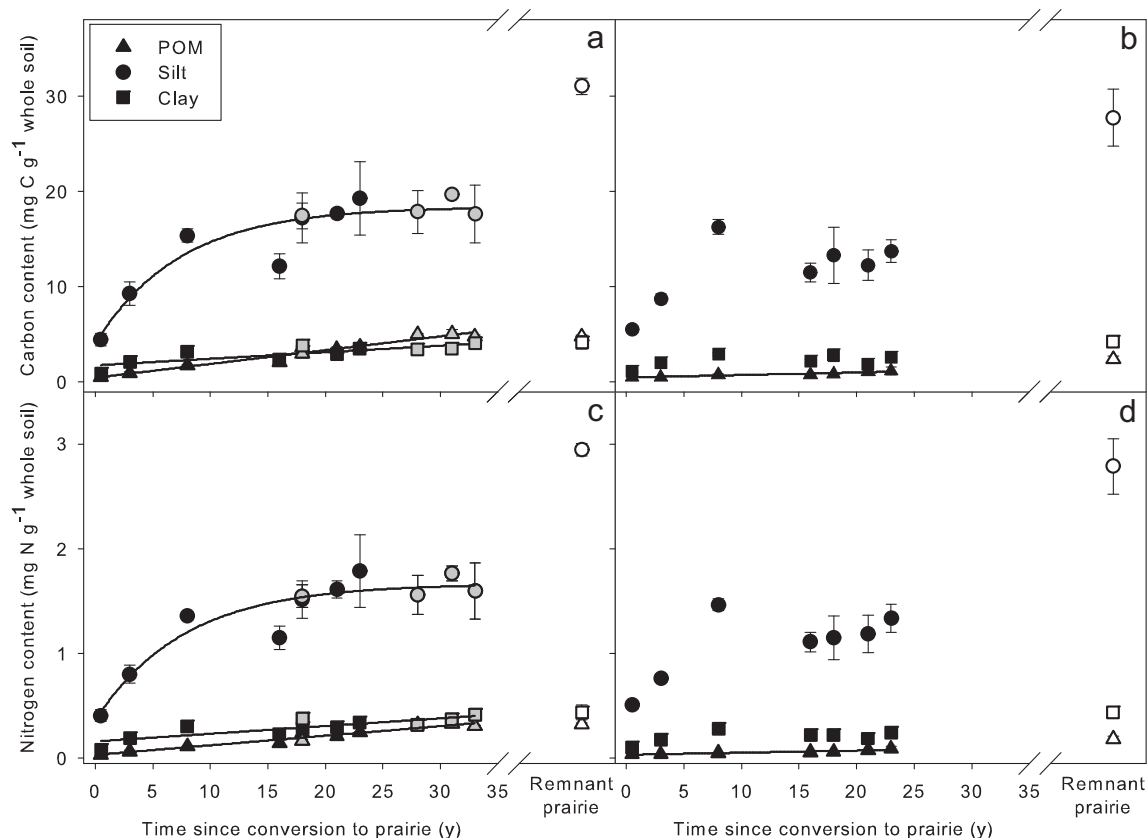 a
b
POM
Silt
Clay
Carbon content (mg C g-1 whole soil)
30
20
10
0
Nitrogen content (mg N g-1 whole soil)
c
d
3
2
1
0
0 5 10 15 20 25 30 35 Remnant prairie
0 5 10 15 20 25 30 35 Remnant prairie
Time since conversion to prairie (y)
Time since conversion to prairie (y)